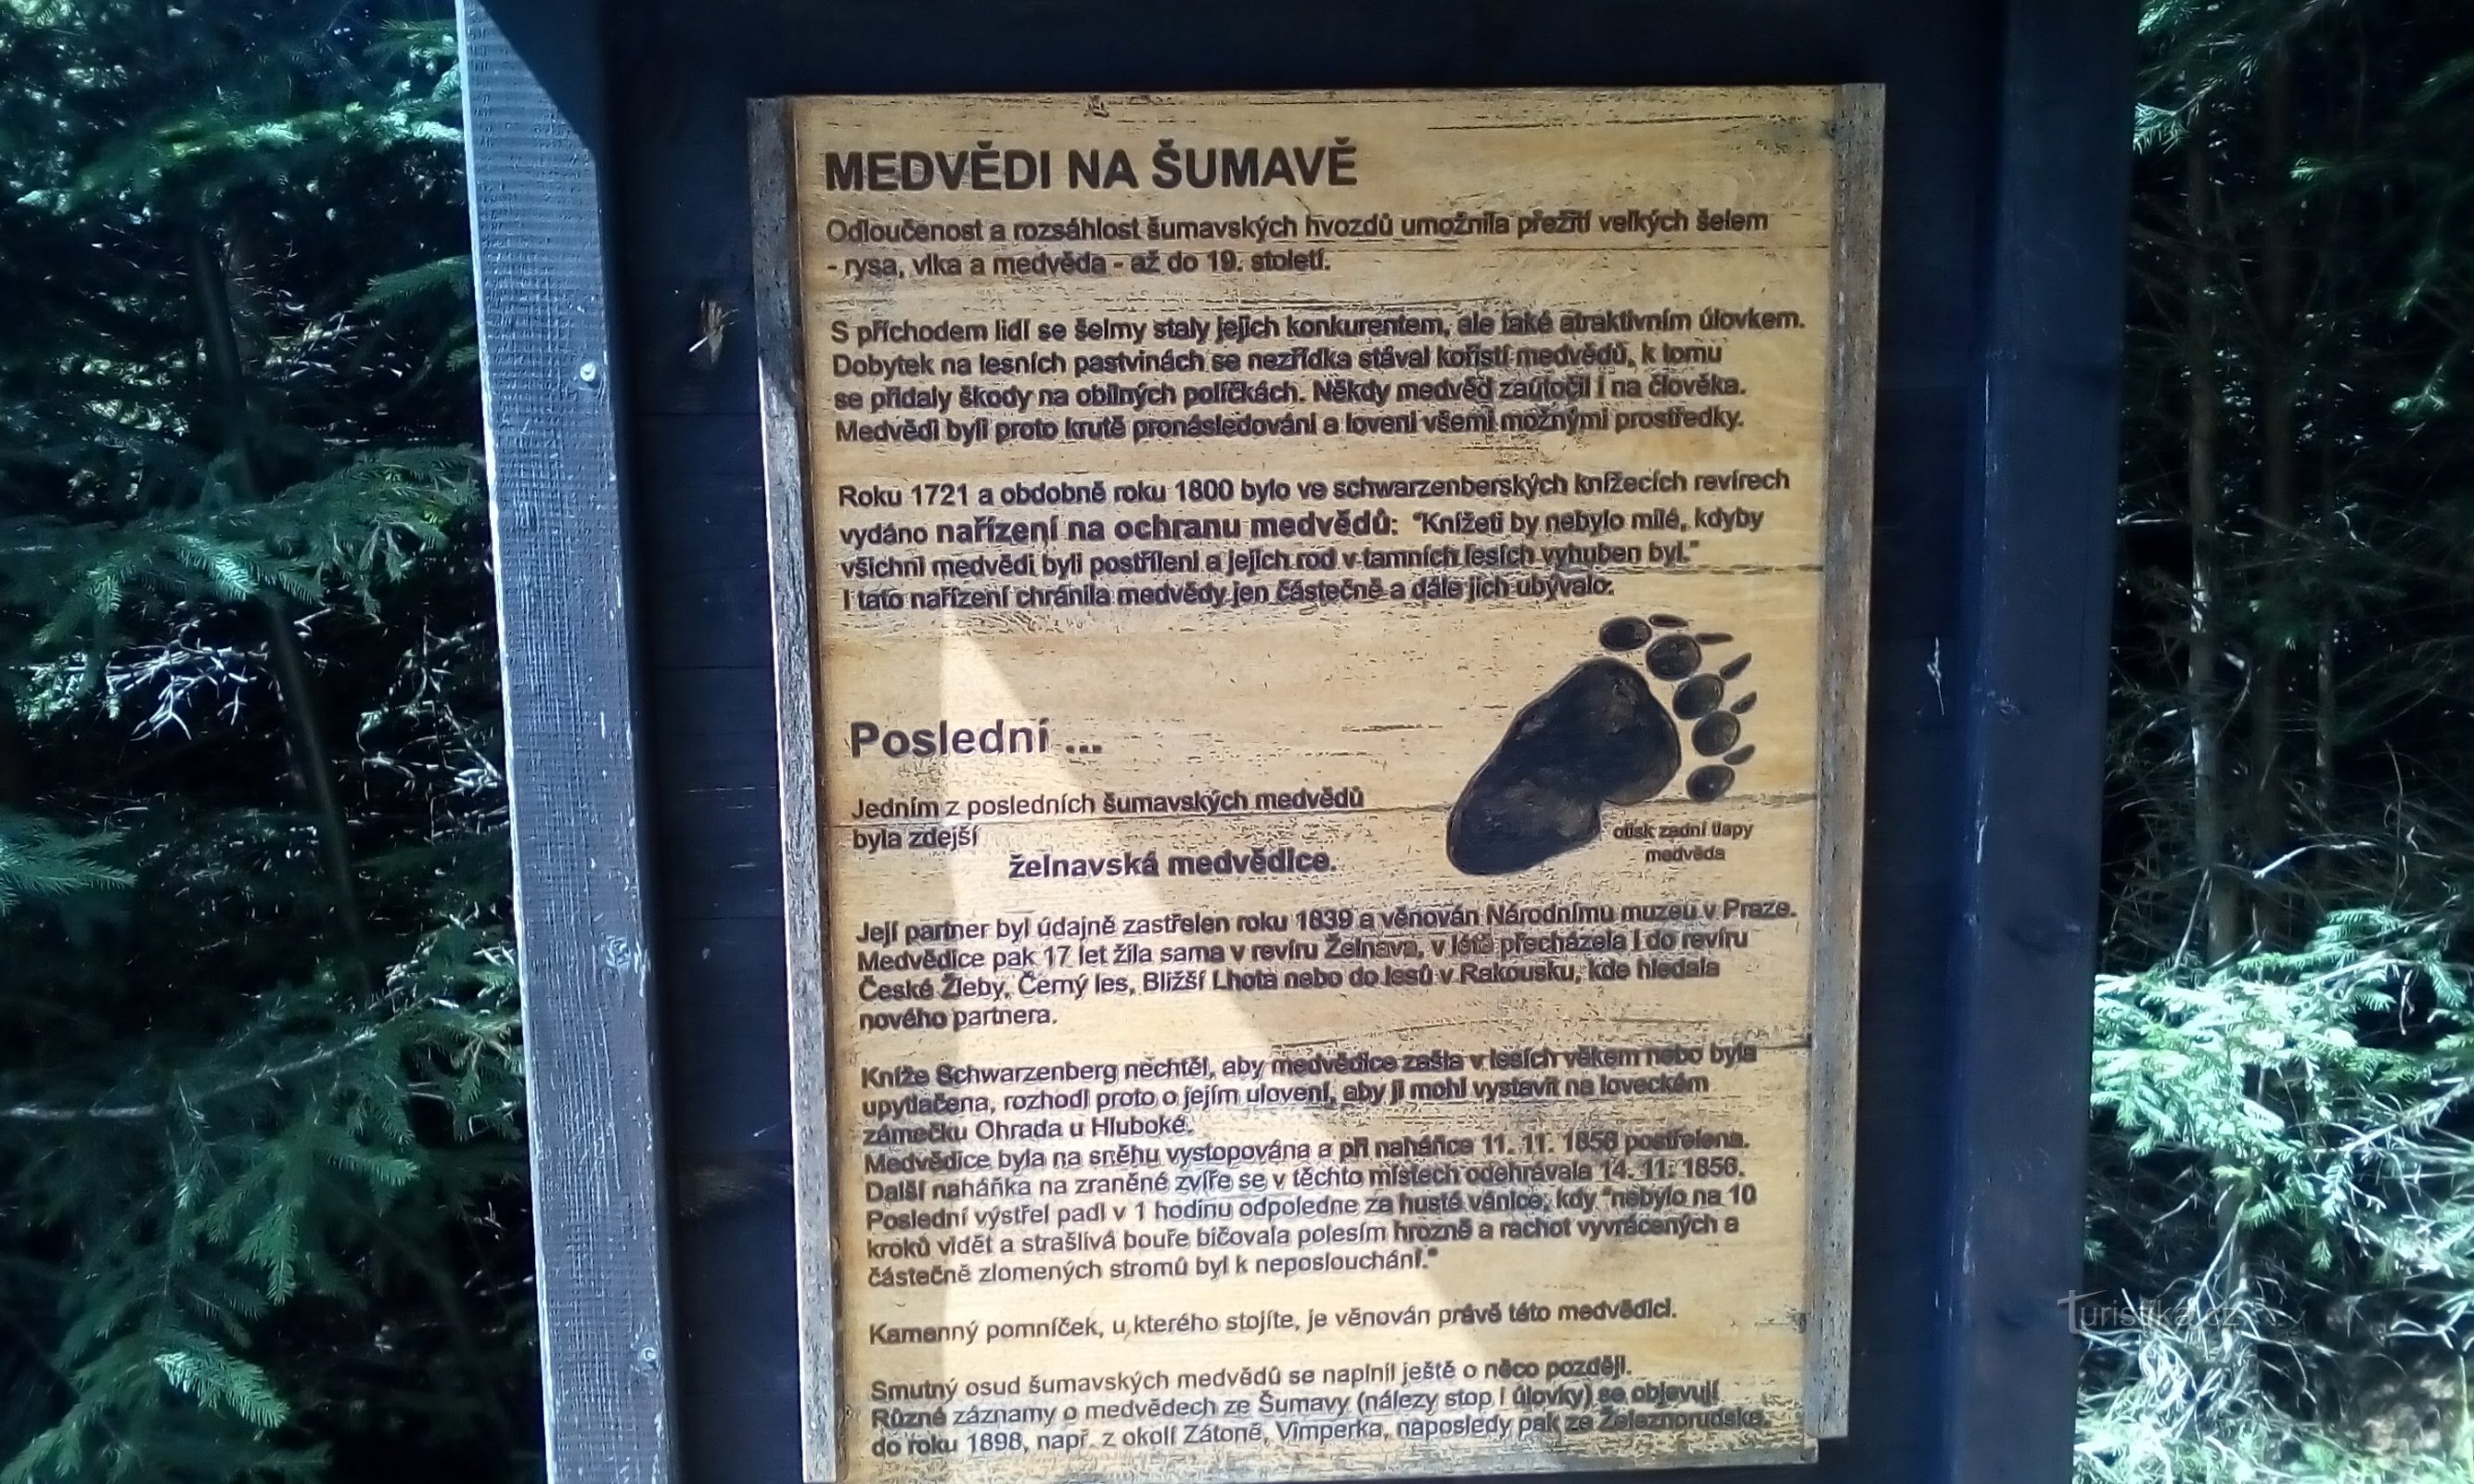 MEDVĚDI NA ŠUMAVĚ
Odloučenost a rozsáhlost šumavských hvozdů umožnila přežití velkých šelem
- rysa, vlka a medvěda - až do 19. století.
S příchodem lidí se šelmy staly jejich konkurentem, ale také atraktivním úlovkem.
Dobytek na lesních pastvinách se nezřídka stával kořistí medvědů, k tomu
se přidaly škody na obilných políčkách. Někdy medvěd zaútočil i na člověka.
Medvědi byli proto krutě pronásledováni a loveni všemi možnými prostředky.
Roku 1721 a obdobně roku 1800 bylo ve schwarzenberských knížecích revírech
vydáno nařízení na ochranu medvědů: "Knížeti by nebylo milé, kdyby
všichni medvědi byli postříleni a jejich rod v tamních lesích vyhuben byl."
I tato nařízení chránila medvědy jen částečně a dále jich ubývalo.
Poslední ...
Jedním z posledních šumavských medvědů
byla zdejší
želnavská medvědice.
otisk zadní tlapy
medvěda
Její partner byl údajně zastřelen roku 1839 a věnován Národnímu muzeu v Praze.
Medvědice pak 17 let žila sama v revíru Želnava, v létě přecházela i do revíru
České Žleby, Černý les, Bližší Lhota nebo do lesů v Rakousku, kde hledala
nového partnera.
Kníže Schwarzenberg nechtěl, aby medvědice zašla v lesích věkem nebo byla
upytlačena, rozhodl proto o jejím ulovení, aby ji mohl vystavit na loveckém
zámečku Ohrada u Hluboké.
Medvědice byla na sněhu vystopována a při naháňce 11. 11. 1856 postřelena.
Další naháňka na zraněné zvíře se v těchto místech odehrávala 14. 11. 1856.
Poslední výstřel padl v 1 hodinu odpoledne za husté vánice, kdy "nebylo na 10
kroků vidět a strašlivá bouře bičovala polesím hrozně a rachot vyvrácených a
částečně zlomených stromů byl k neposlouchání."
Kamenný pomníček, u kterého stojíte, je věnován právě této medvědici.
Smutný osud šumavských medvědů se naplnil ještě o něco později.
Různé záznamy o medvědech ze Šumavy (nálezy stop i úlovky) se objevují
do roku 1898, např. z okolí Zátoně, Vimperka, naposledy pak ze Železnorudska.
Turistika.cz